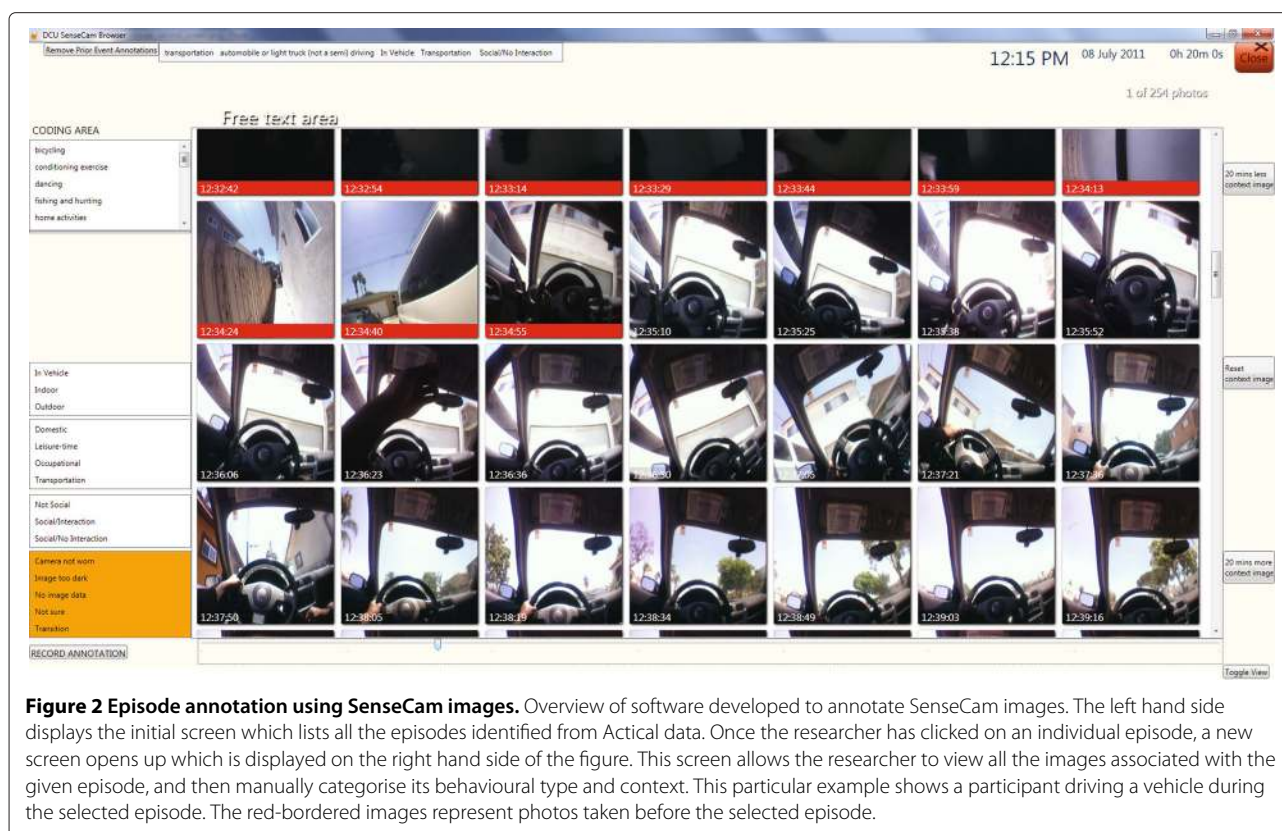 DCU SenseCam Browser
Remove Prior Event Annotations transportation automobile or light truck (not a semi) driving In Vehicle Transportation Social/No Interaction
12:15 PM 08 July 2011 0h 20m 0s Close
1 of 254 photos
Free text area
CODING AREA
bicycling
conditioning exercise
dancing
fishing and hunting
home activities
12:32:42 12:32:54 12:33:14 12:33:29 12:33:44 12:33:59 12:34:13
20 mins less
context image
12:34:24 12:34:40 12:34:55 12:35:10 12:35:25 12:35:38 12:35:52
In Vehicle
Indoor
Outdoor
Reset
context image
Domestic
Leisure-time
Occupational
Transportation
12:36:06 12:36:23 12:36:36 12:36:50 12:37:05 12:37:21 12:37:36
Not Social
Social/Interaction
Social/No Interaction
Camera not worn
Image too dark
No image data
Not sure
Transition
20 mins more
context image
12:37:50 12:38:05 12:38:19 12:38:34 12:38:49 12:39:03 12:39:16
RECORD ANNOTATION
Toggle View
Figure 2 Episode annotation using SenseCam images. Overview of software developed to annotate SenseCam images. The left hand side
displays the initial screen which lists all the episodes identified from Actical data. Once the researcher has clicked on an individual episode, a new
screen opens up which is displayed on the right hand side of the figure. This screen allows the researcher to view all the images associated with the
given episode, and then manually categorise its behavioural type and context. This particular example shows a participant driving a vehicle during
the selected episode. The red-bordered images represent photos taken before the selected episode.